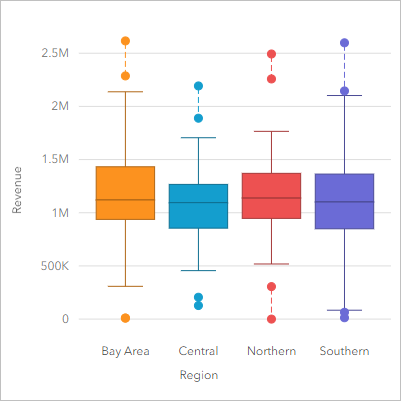 2.5M
2M
1.5M
1M
500K
0
Revenue
Bay Area
Central
Northern
Southern
Region